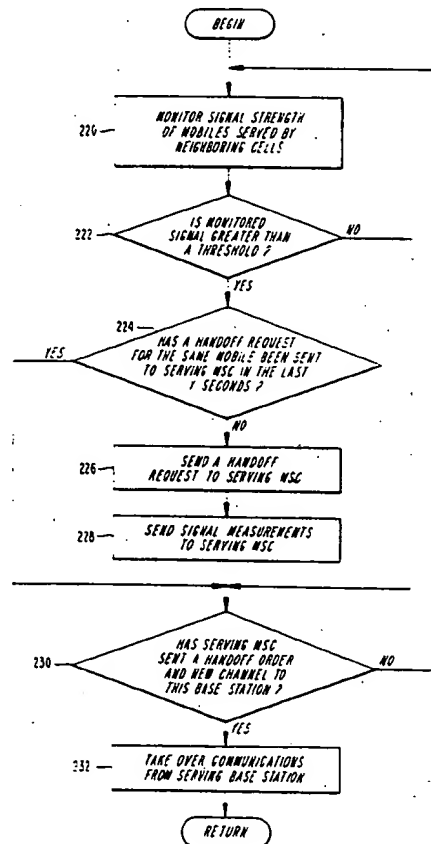 BEGIN
220
MONITOR SIGNAL STRENGTH
OF MOBILES SERVED BY
NEIGHBORING CELLS
222
IS MONITORED
SIGNAL GREATER THAN
A THRESHOLD ?
NO
YES
224
YES
HAS A HANDOFF REQUEST
FOR THE SAME MOBILE BEEN SENT
TO SERVING MSC IN THE LAST
Y SECONDS ?
NO
226
SEND A HANDOFF
REQUEST TO SERVING MSC
228
SEND SIGNAL MEASUREMENTS
TO SERVING MSC
230
HAS SERVING MSC
SENT A HANDOFF ORDER
AND NEW CHANNEL TO
THIS BASE STATION ?
NO
YES
232
TAKE OVER COMMUNICATIONS
FROM SERVING BASE STATION
RETURN